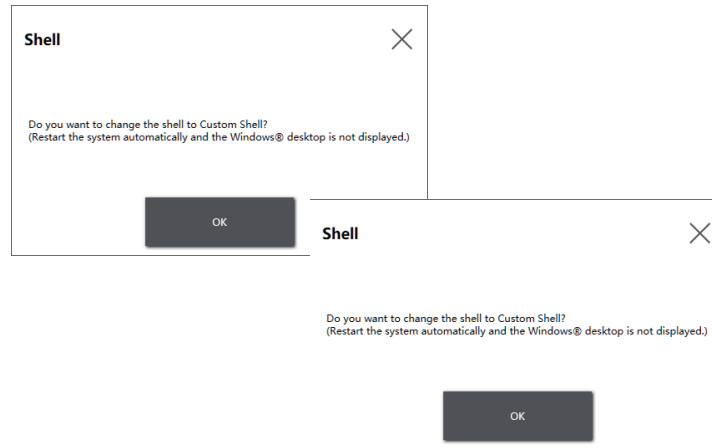 Shell
Do you want to change the shell to Custom Shell?
(Restart the system automatically and the Windows® desktop is not displayed.)
OK
Shell
Do you want to change the shell to Custom Shell?
(Restart the system automatically and the Windows® desktop is not displayed.)
OK